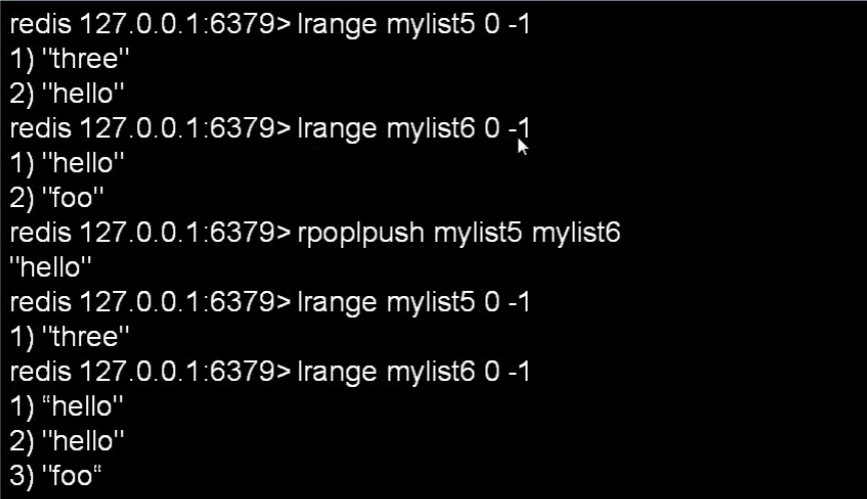 redis 127.0.0.1:6379> lrange mylist5 0 -1
1) "three"
2) "hello"
redis 127.0.0.1:6379> lrange mylist6 0 -1
1) "hello"
2) "foo"
redis 127.0.0.1:6379> rpoplpush mylist5 mylist6
"hello"
redis 127.0.0.1:6379> lrange mylist5 0 -1
1) "three"
redis 127.0.0.1:6379> lrange mylist6 0 -1
1) “hello"
2) "hello"
3) "foo“